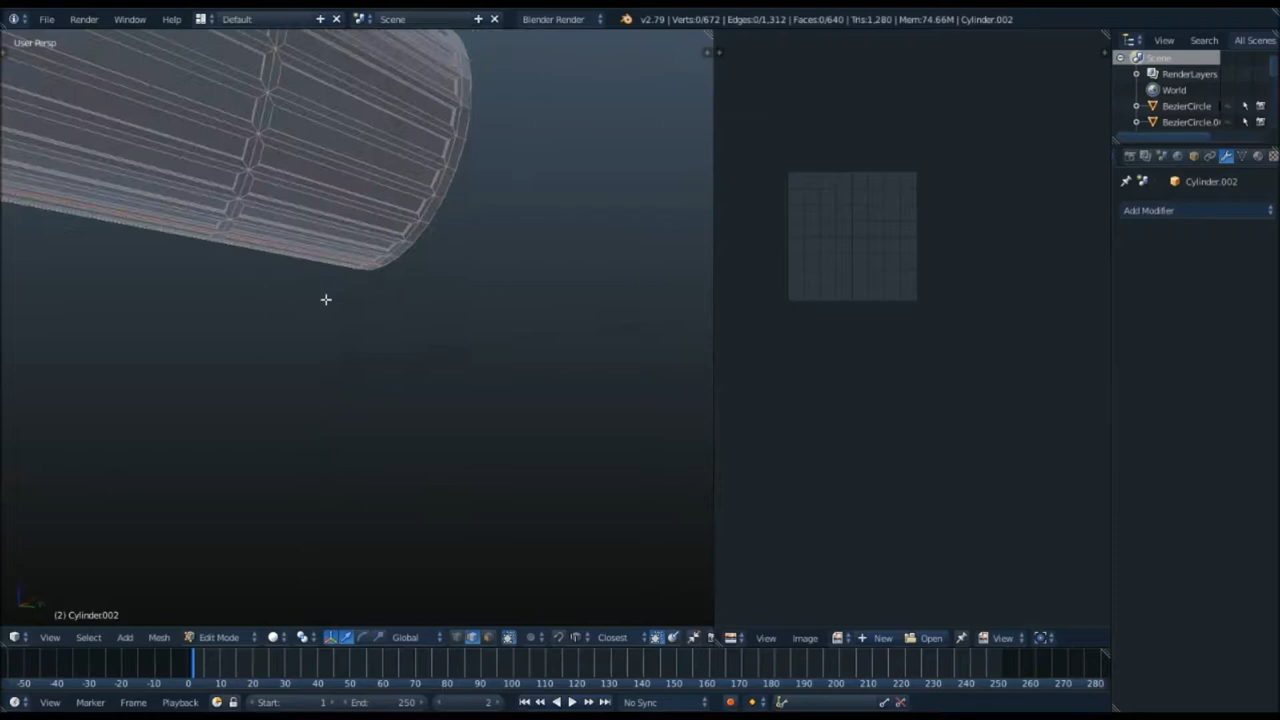 File Render Window Help Default Scene Blender Render v2.79 | Verts:0/672 | Edges:0/1,312 | Faces:0/640 | Tris:1,280 | Mem:74.66M | Cylinder.002
User Persp
View Search All Scenes
Scene
RenderLayers
World
BezierCircle
BezierCircle.0
Cylinder.002
Add Modifier
(2) Cylinder.002
View Select Add Mesh Edit Mode Global Closest View Image New Open View
-50 -40 -30 -20 -10 0 10 20 30 40 50 60 70 80 90 100 110 120 130 140 150 160 170 180 190 200 210 220 230 240 250 260 270 280
View Marker Frame Playback Start: 1 End: 250 2 No Sync